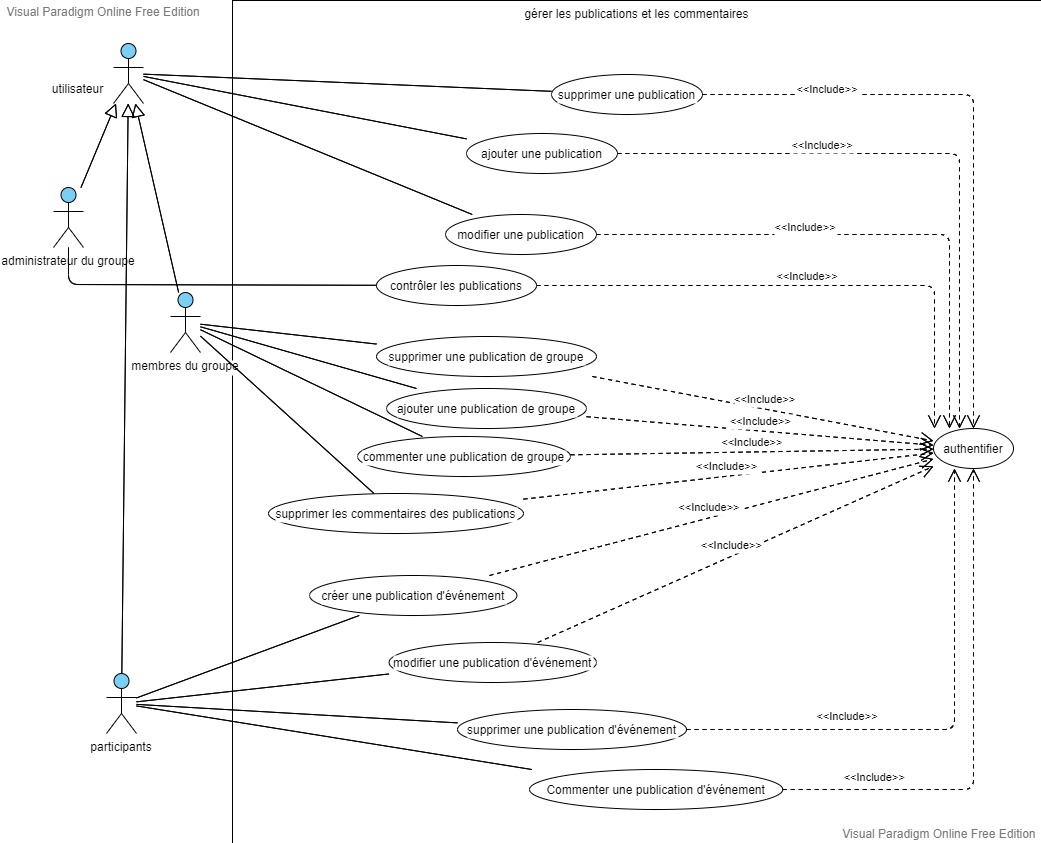 Visual Paradigm Online Free Edition
gérer les publications et les commentaires
utilisateur
supprimer une publication
<<Include>>
ajouter une publication
<<Include>>
modifier une publication
<<Include>>
administrateur du groupe
contrôler les publications
<<Include>>
membres du groupe
supprimer une publication de groupe
<<Include>>
ajouter une publication de groupe
<<Include>>
commenter une publication de groupe
<<Include>>
authentifier
supprimer les commentaires des publications
<<Include>>
créer une publication d'événement
<<Include>>
modifier une publication d'événement
<<Include>>
participants
supprimer une publication d'événement
<<Include>>
Commenter une publication d'événement
<<Include>>
Visual Paradigm Online Free Edition